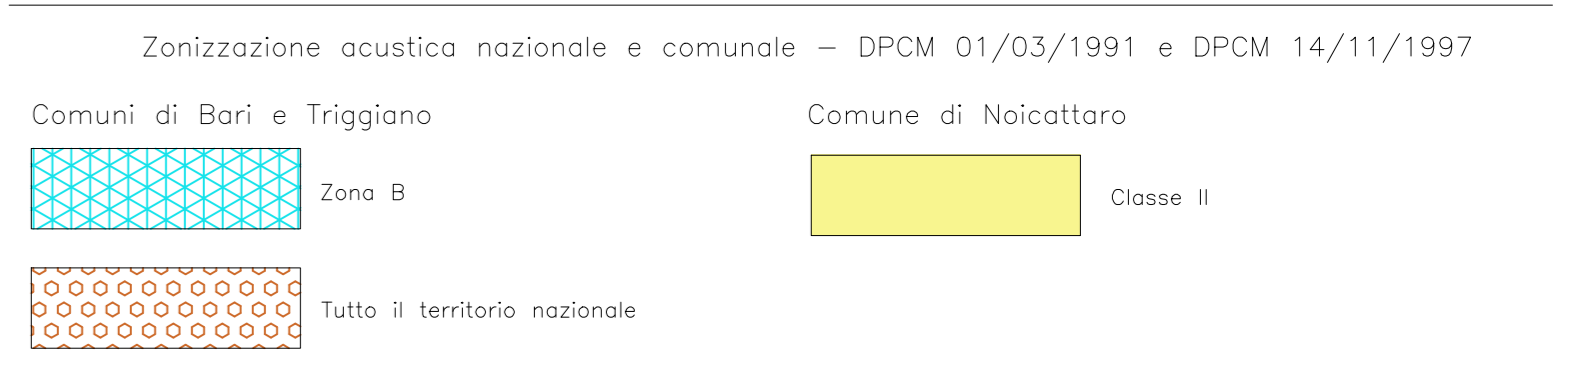 Zonizzazione acustica nazionale e comunale – DPCM 01/03/1991 e DPCM 14/11/1997
Comuni di Bari e Triggiano
Zona B
Tutto il territorio nazionale
Comune di Noicattaro
Classe II